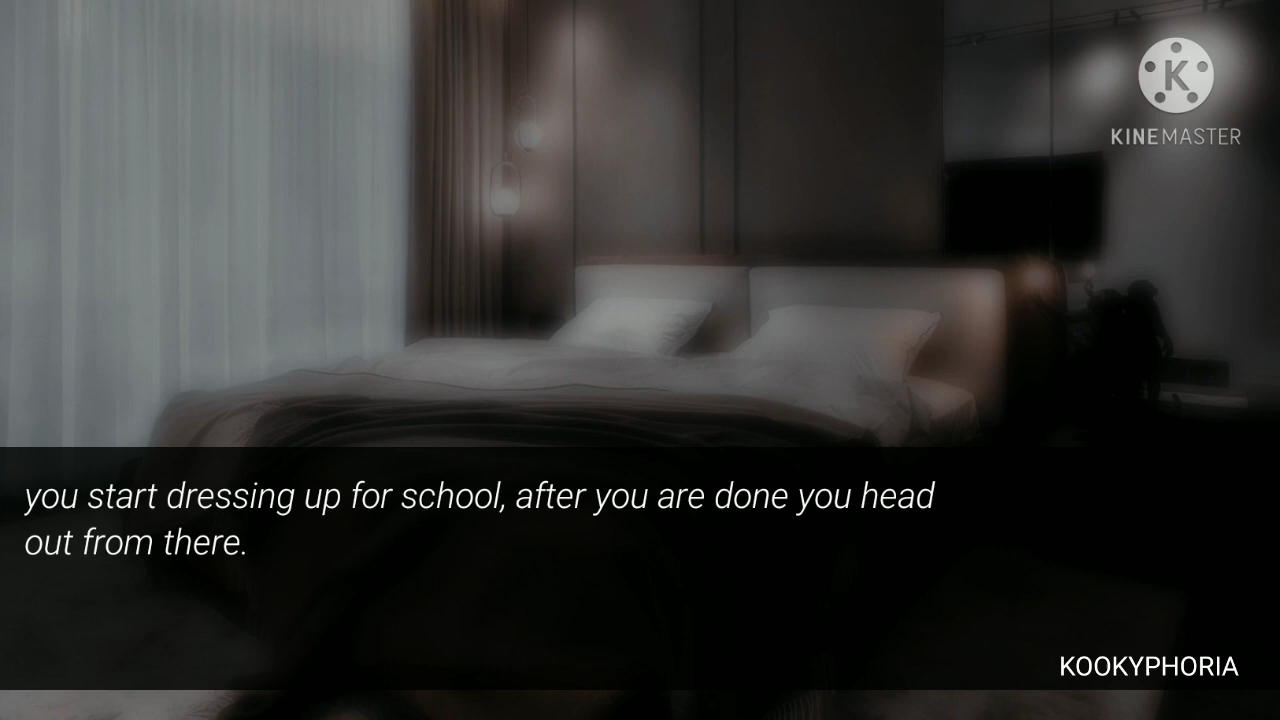 K
KINEMASTER
you start dressing up for school, after you are done you head
out from there.
KOOKYPHORIA